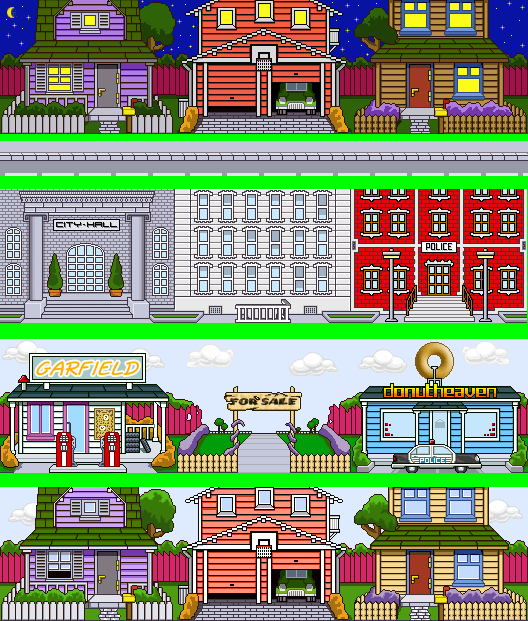 CITY·HALL
POLICE
GARFIELD
FOR SALE
donutheaven
POLICE